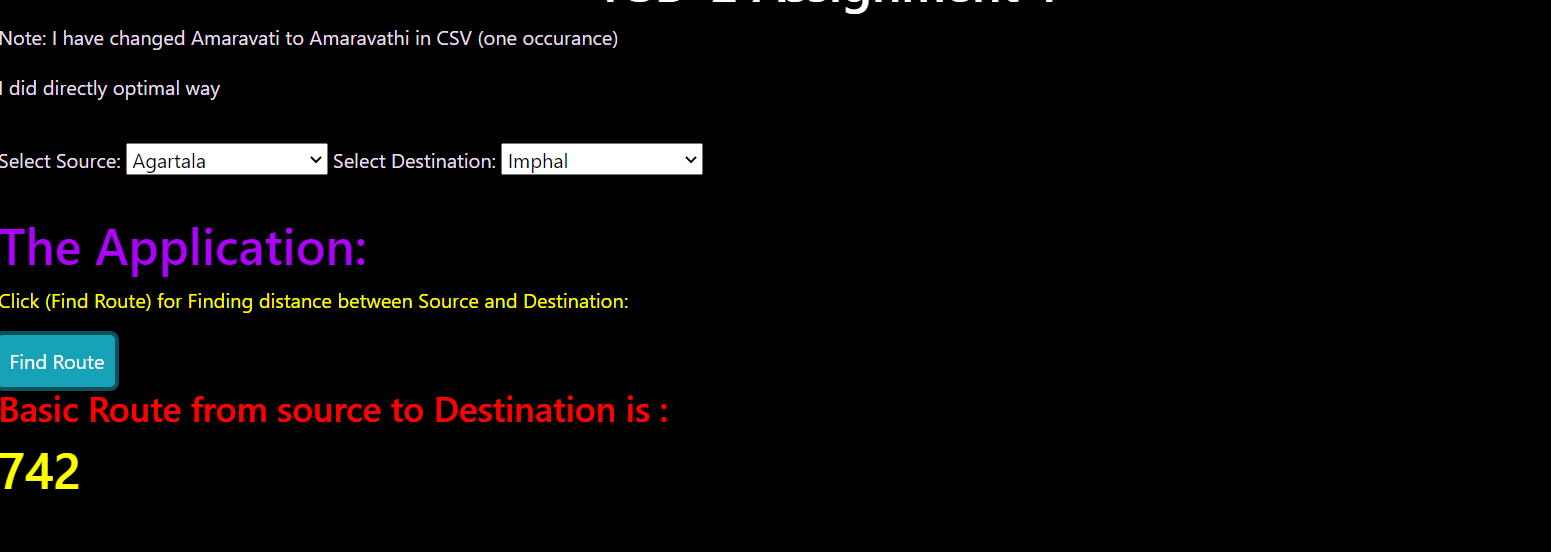 Assignment
Note: I have changed Amaravati to Amaravathi in CSV (one occurance)
I did directly optimal way
Select Source: Agartala Select Destination: Imphal
The Application:
Click (Find Route) for Finding distance between Source and Destination:
Find Route
Basic Route from source to Destination is :
742